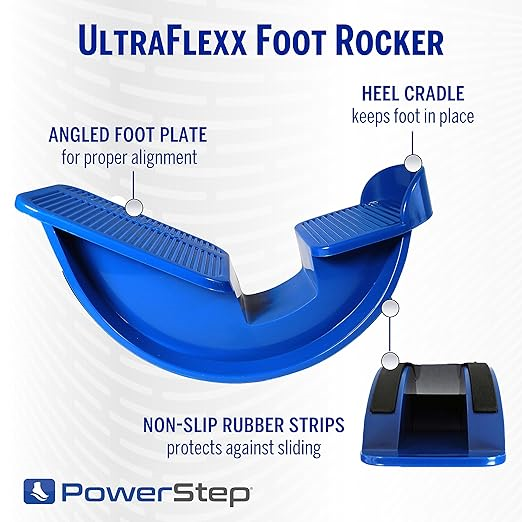 UltraFlexx Foot Rocker
HEEL CRADLE
keeps foot in place
ANGLED FOOT PLATE
for proper alignment
NON-SLIP RUBBER STRIPS
protects against sliding
PowerStep®